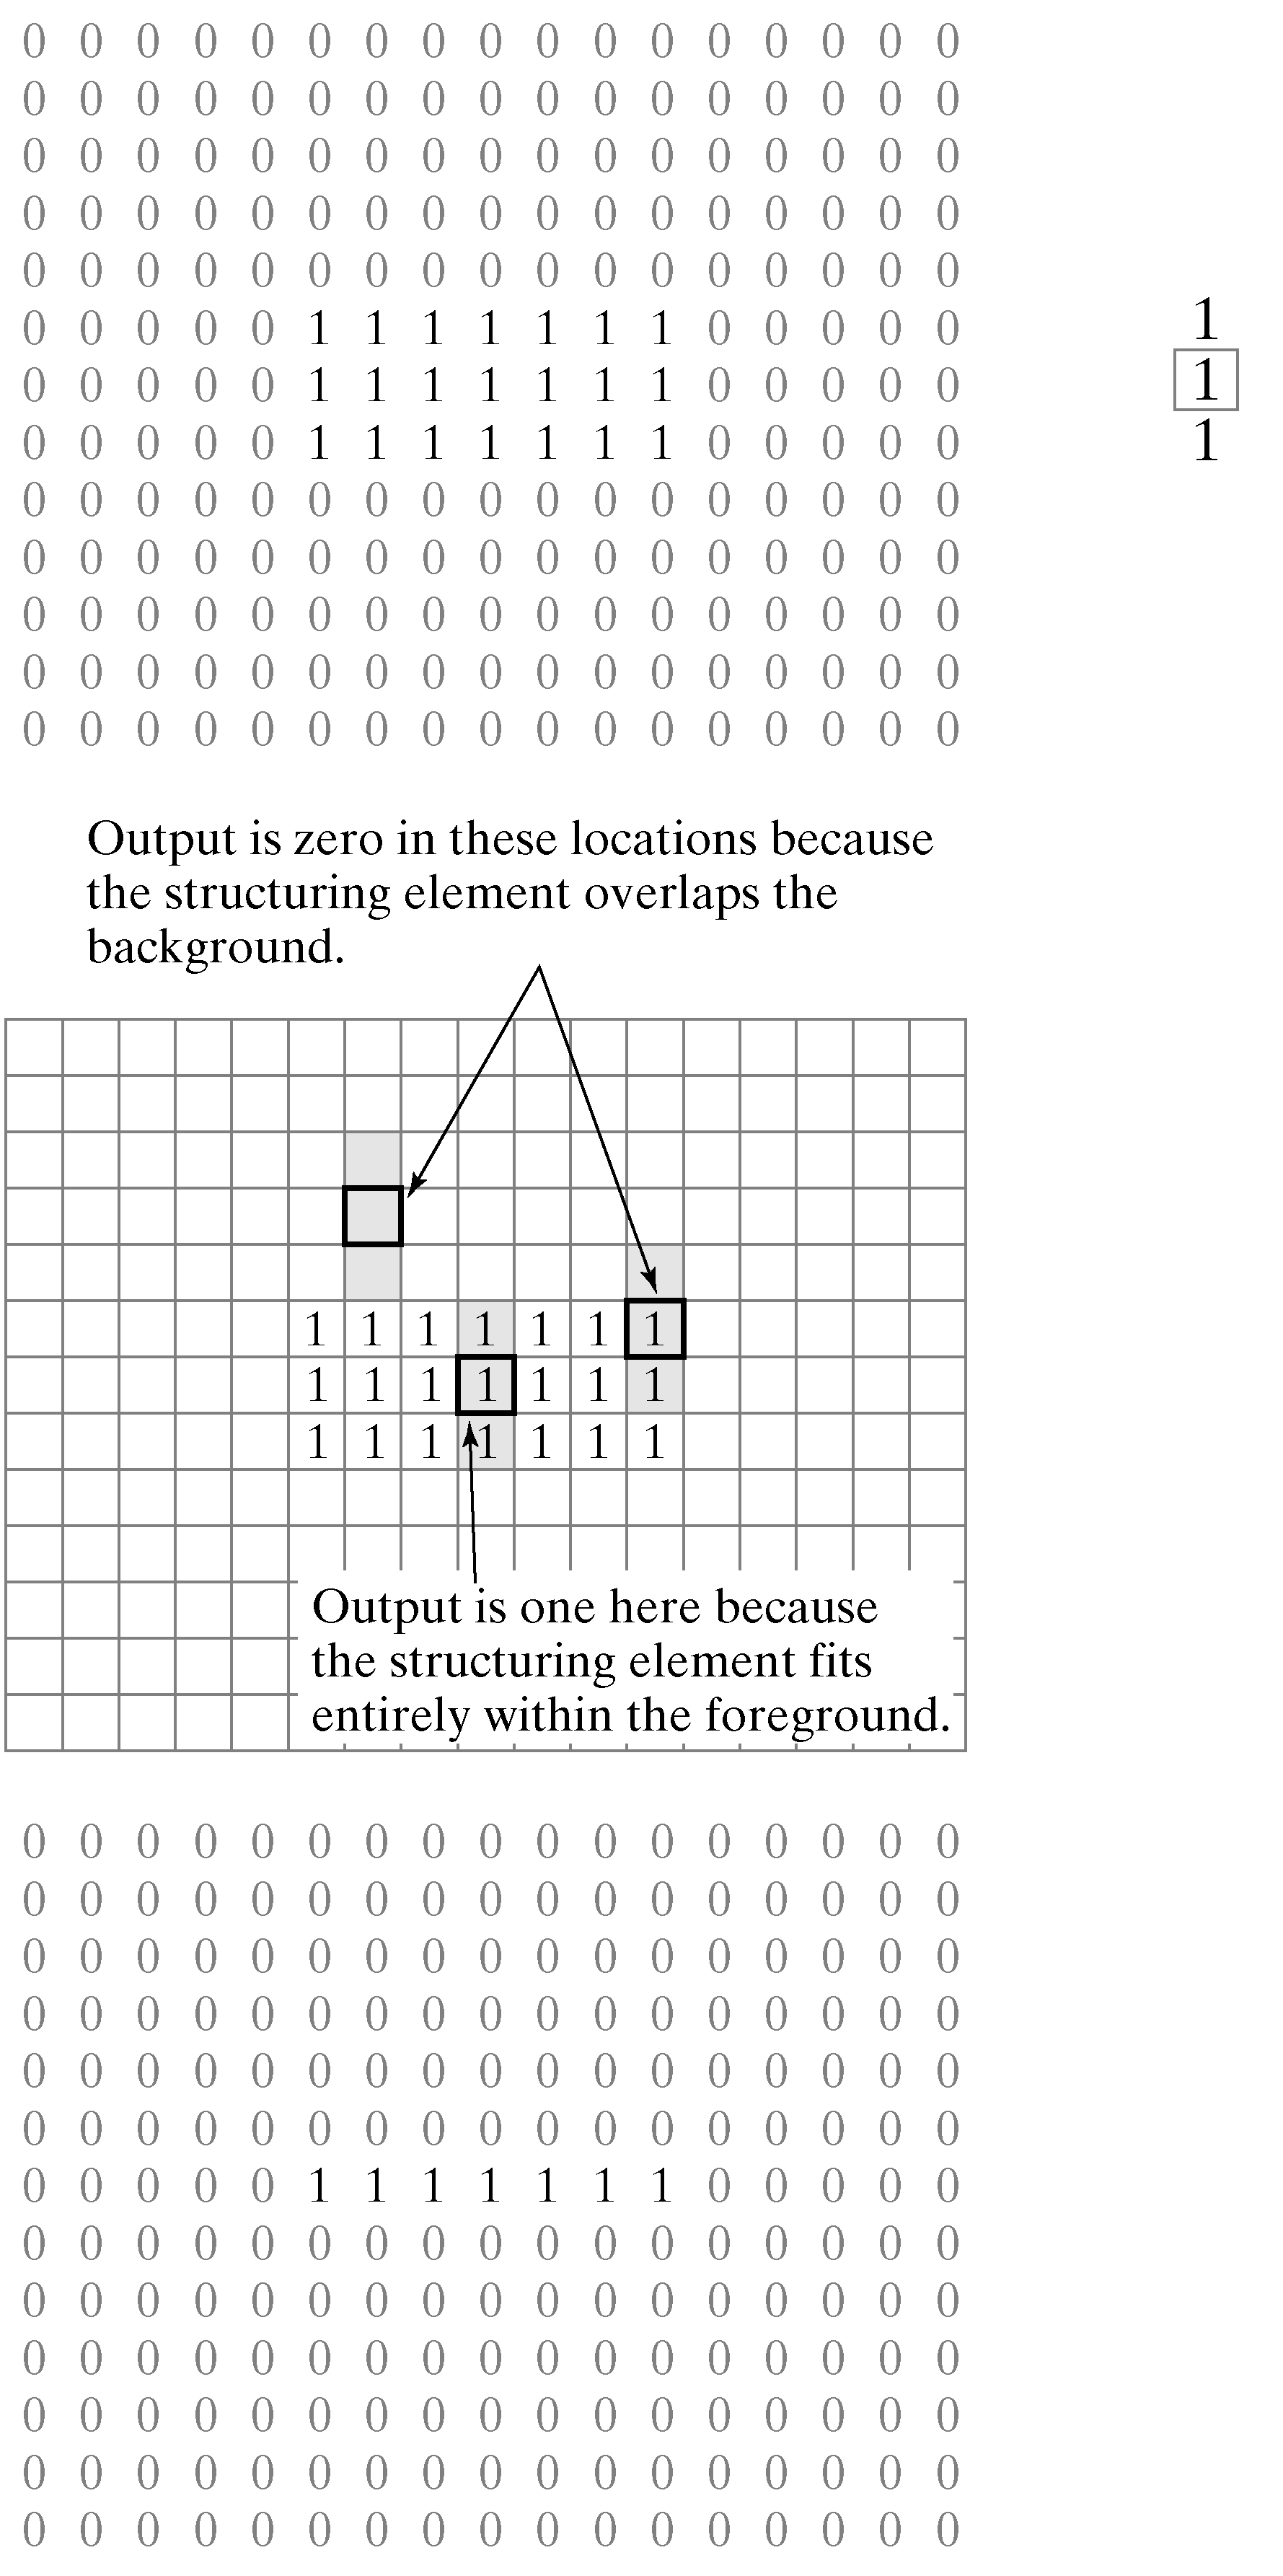 0 0 0 0 0 0 0 0 0 0 0 0 0 0 0 0 0
0 0 0 0 0 0 0 0 0 0 0 0 0 0 0 0 0
0 0 0 0 0 0 0 0 0 0 0 0 0 0 0 0 0
0 0 0 0 0 0 0 0 0 0 0 0 0 0 0 0 0
0 0 0 0 0 0 0 0 0 0 0 0 0 0 0 0 0
0 0 0 0 0 1 1 1 1 1 1 1 0 0 0 0 0 1
0 0 0 0 0 1 1 1 1 1 1 1 0 0 0 0 0 1
0 0 0 0 0 1 1 1 1 1 1 1 0 0 0 0 0 1
0 0 0 0 0 0 0 0 0 0 0 0 0 0 0 0 0
0 0 0 0 0 0 0 0 0 0 0 0 0 0 0 0 0
0 0 0 0 0 0 0 0 0 0 0 0 0 0 0 0 0
0 0 0 0 0 0 0 0 0 0 0 0 0 0 0 0 0
0 0 0 0 0 0 0 0 0 0 0 0 0 0 0 0 0
Output is zero in these locations because
the structuring element overlaps the
background.
1 1 1 1 1 1 1
1 1 1 1 1 1 1
1 1 1 1 1 1 1
Output is one here because
the structuring element fits
entirely within the foreground.
0 0 0 0 0 0 0 0 0 0 0 0 0 0 0 0 0
0 0 0 0 0 0 0 0 0 0 0 0 0 0 0 0 0
0 0 0 0 0 0 0 0 0 0 0 0 0 0 0 0 0
0 0 0 0 0 0 0 0 0 0 0 0 0 0 0 0 0
0 0 0 0 0 0 0 0 0 0 0 0 0 0 0 0 0
0 0 0 0 0 0 0 0 0 0 0 0 0 0 0 0 0
0 0 0 0 0 1 1 1 1 1 1 1 0 0 0 0 0
0 0 0 0 0 0 0 0 0 0 0 0 0 0 0 0 0
0 0 0 0 0 0 0 0 0 0 0 0 0 0 0 0 0
0 0 0 0 0 0 0 0 0 0 0 0 0 0 0 0 0
0 0 0 0 0 0 0 0 0 0 0 0 0 0 0 0 0
0 0 0 0 0 0 0 0 0 0 0 0 0 0 0 0 0
0 0 0 0 0 0 0 0 0 0 0 0 0 0 0 0 0